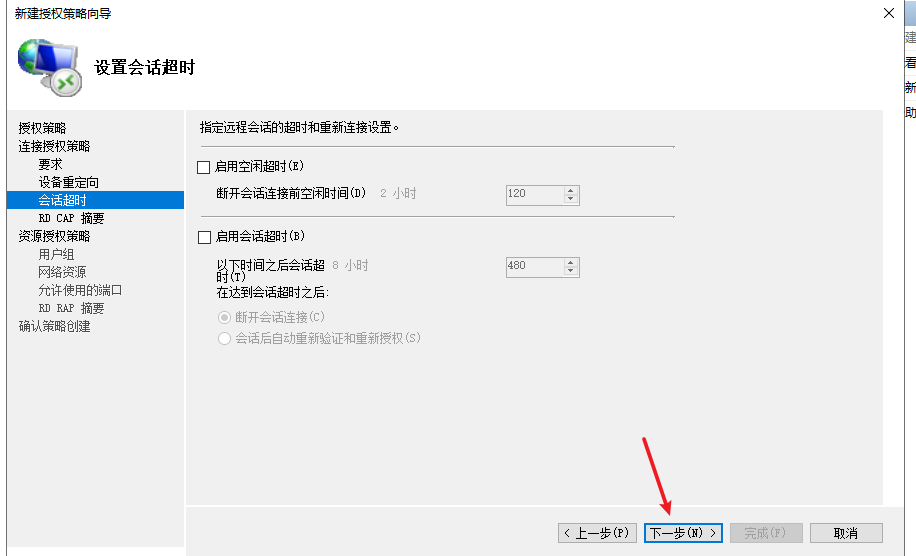 新建授权策略向导
设置会话超时
授权策略
连接授权策略
要求
设备重定向
会话超时
RD CAP 摘要
资源授权策略
用户组
网络资源
允许使用的端口
RD RAP 摘要
确认策略创建
指定远程会话的超时和重新连接设置。
启用空闲超时(E)
断开会话连接前空闲时间(D) 2 小时 120
启用会话超时(B)
以下时间之后会话超 8 小时 480
时(T)
在达到会话超时之后:
断开会话连接(C)
会话后自动重新验证和重新授权(S)
< 上一步(P) 下一步(N) > 完成(F) 取消
建
看
新
助